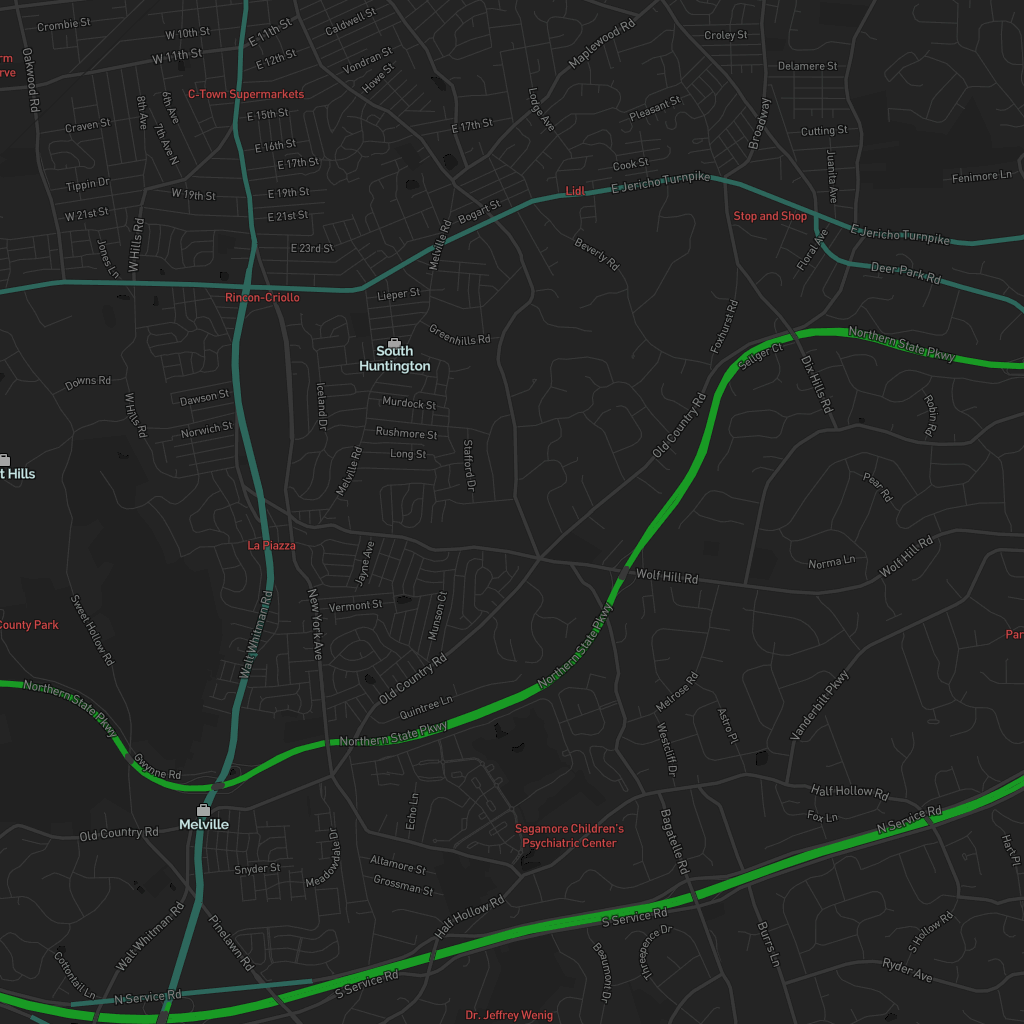 Crombie St
W 10th St
E 11th St
Caldwell St
Maplewood Rd
Croley St
W 11th St
E 12th St
Vondran St
Howe St
Delamere St
rm
rve
Oakwood Rd
C-Town Supermarkets
8th Ave
6th Ave
7th Ave N
Craven St
E 15th St
E 16th St
E 17th St
E 17th St
Lodge Ave
Pleasant St
Broadway
Cutting St
Juanita Ave
Cook St
Fenimore Ln
Tippin Dr
W 19th St
E 19th St
Lidl
E Jericho Turnpike
W 21st St
E 21st St
Bogart St
Stop and Shop
W Hills Rd
Jones Ln
E 23rd St
Melville Rd
Beverly Rd
Floral Ave
E Jericho Turnpike
Deer Park Rd
Rincon-Criollo
Lieper St
Greenhills Rd
Foxhurst Rd
South
Huntington
Seliger Ct
Northern State Pkwy
Downs Rd
Dawson St
Iceland Dr
Murdock St
Old Country Rd
Dix Hills Rd
Robin Rd
W Hills Rd
Norwich St
Rushmore St
Long St
Stafford Dr
Melville Rd
t Hills
Pear Rd
La Piazza
Jayne Ave
Wolf Hill Rd
Norma Ln
Wolf Hill Rd
Sweet Hollow Rd
Walt Whitman Rd
New York Ave
Vermont St
Munson Ct
County Park
Par
Northern State Pkwy
Old Country Rd
Northern State Pkwy
Quintree Ln
Melrose Rd
Astro Pl
Vanderbilt Pkwy
Westcliff Dr
Northern State Pkwy
Gwynne Rd
Melville
Old Country Rd
Echo Ln
Half Hollow Rd
Fox Ln
N Service Rd
Sagamore Children's
Psychiatric Center
Bagatelle Rd
Hart Pl
Snyder St
Meadowdale Dr
Altamore St
Grossman St
Half Hollow Rd
S Service Rd
Walt Whitman Rd
Pinelawn Rd
Burrs Ln
S Hollow Rd
Cottontail Ln
N Service Rd
S Service Rd
Beaumont Dr
Threepence Dr
Ryder Ave
Dr. Jeffrey Wenig